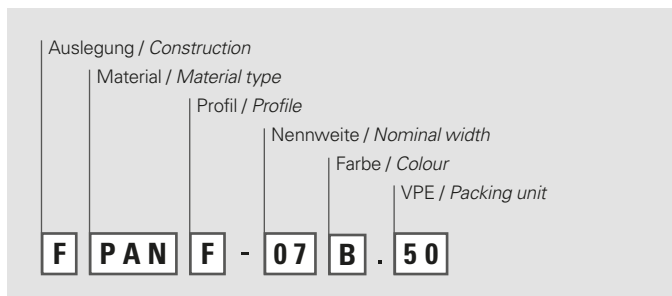 Auslegung / Construction
Material / Material type
Profil / Profile
Nennweite / Nominal width
Farbe / Colour
VPE / Packing unit
F PAN F - 07 B . 50